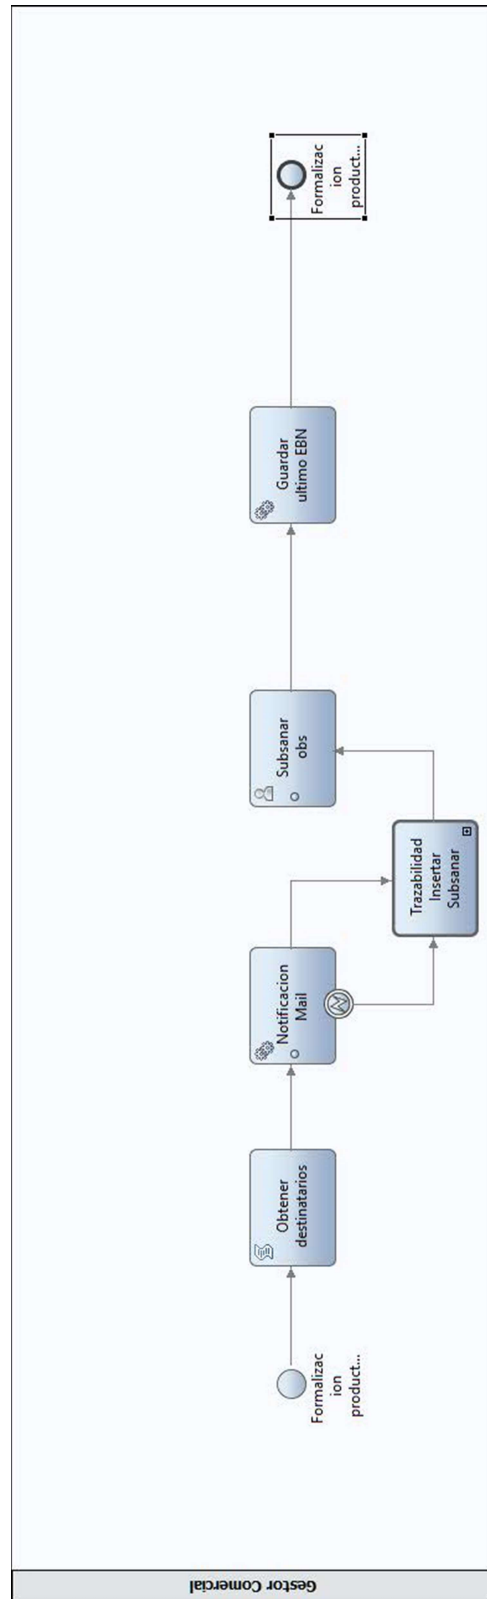 Gestor Comercial
Formalizac
ion
product...
Obtener
destinatarios
Notificacion
Mail
Trazabilidad
Insertar
Subsanar
Subsanar
obs
Guardar
ultimo EBN
Formalizac
ion
product...